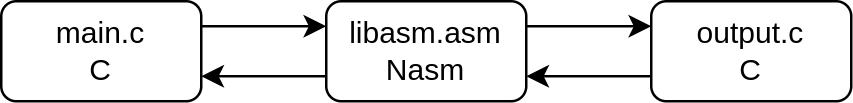 main.c
C
libasm.asm
Nasm
output.c
C